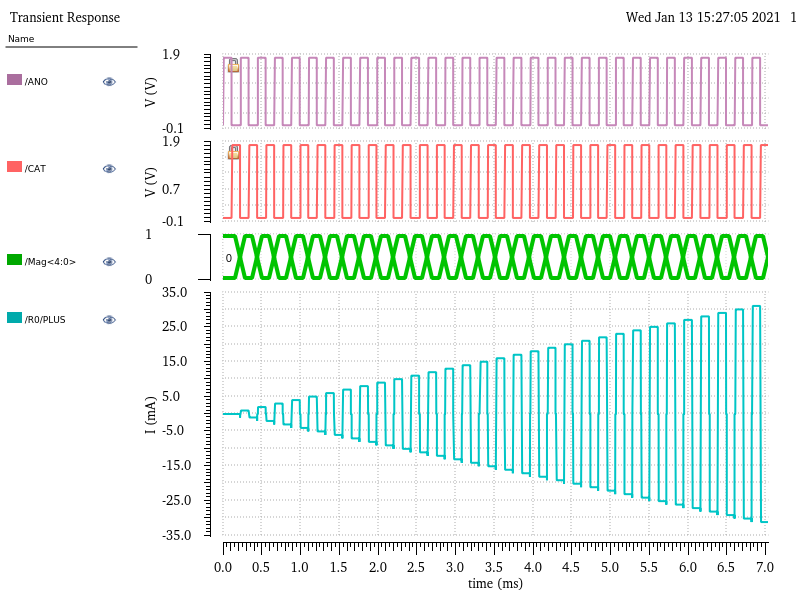 Transient Response
Wed Jan 13 15:27:05 2021 1
Name
/ANO
V (V)
1.9
-0.1
/CAT
V (V)
1.9
0.7
-0.1
/Mag<4:0>
1
0
0
/R0/PLUS
I (mA)
35.0
25.0
15.0
5.0
-5.0
-15.0
-25.0
-35.0
0.0 0.5 1.0 1.5 2.0 2.5 3.0 3.5 4.0 4.5 5.0 5.5 6.0 6.5 7.0
time (ms)